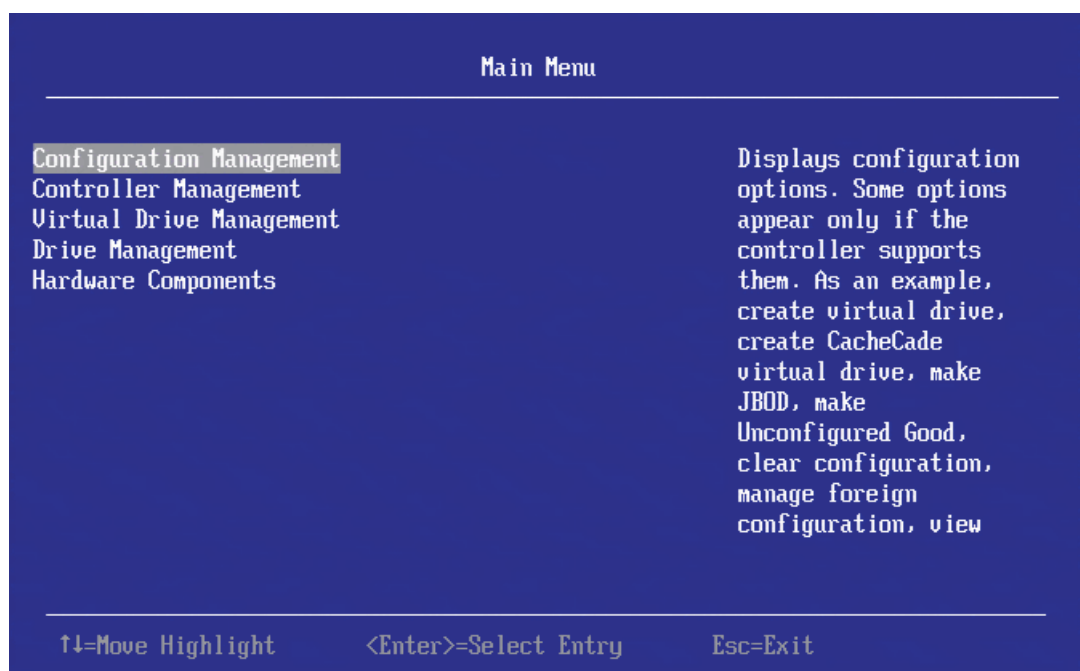 Main Menu
Configuration Management
Controller Management
Virtual Drive Management
Drive Management
Hardware Components
Displays configuration
options. Some options
appear only if the
controller supports
them. As an example,
create virtual drive,
create CacheCade
virtual drive, make
JBOD, make
Unconfigured Good,
clear configuration,
manage foreign
configuration, view
↑↓=Move Highlight <Enter>=Select Entry Esc=Exit